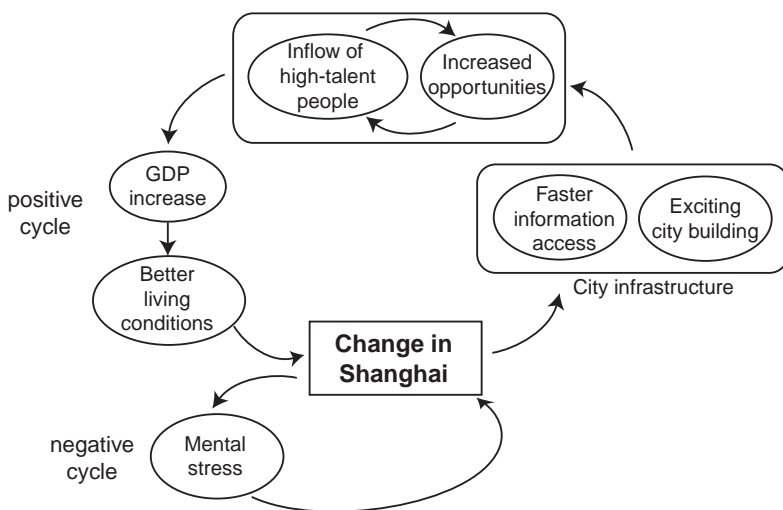 Inflow of
high-talent
people
Increased
opportunities
GDP
increase
positive
cycle
Faster
information
access
Exciting
city building
City infrastructure
Better
living
conditions
Change in
Shanghai
negative
cycle
Mental
stress